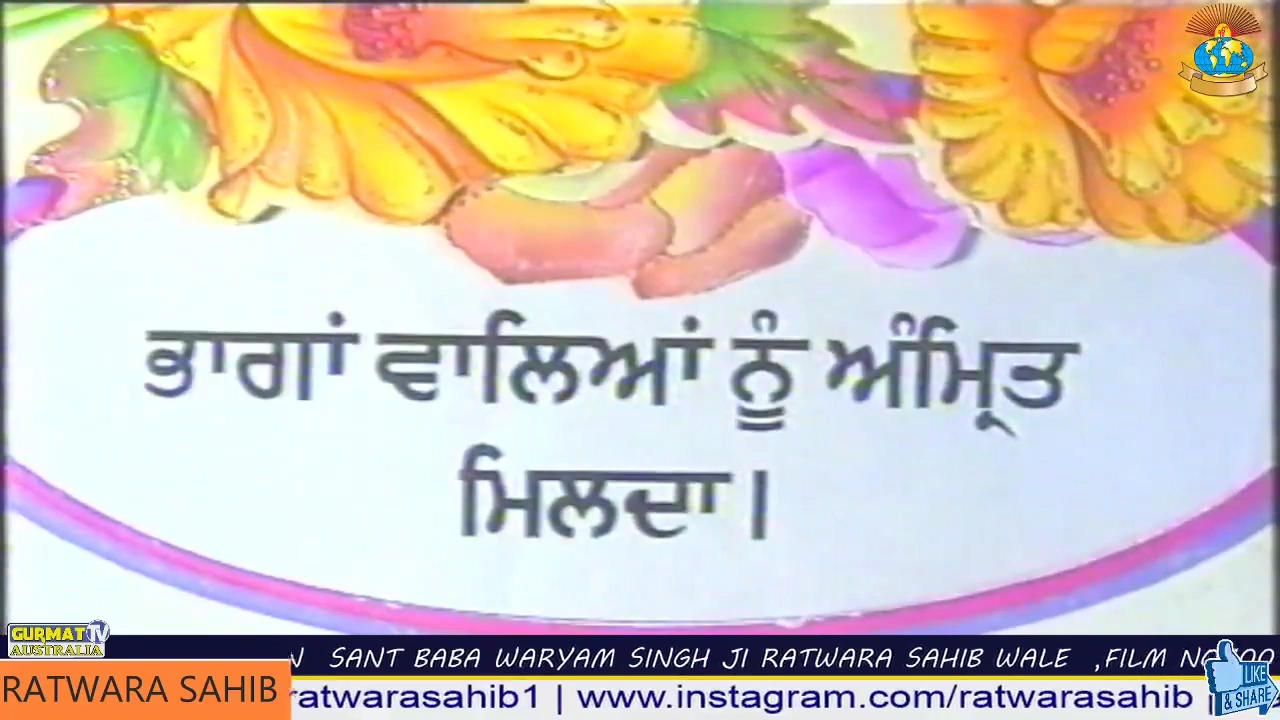 ਭਾਗਾਂ ਵਾਲਿਆਂ ਨੂੰ ਅੰਮ੍ਰਿਤ
ਮਿਲਦਾ।
GURMAT TV
AUSTRALIA
SANT BABA WARYAM SINGH JI RATWARA SAHIB WALE ,FILM
RATWARA SAHIB
ratwarasahib1 | www.instagram.com/ratwarasahib |
LIKE
& SHARE